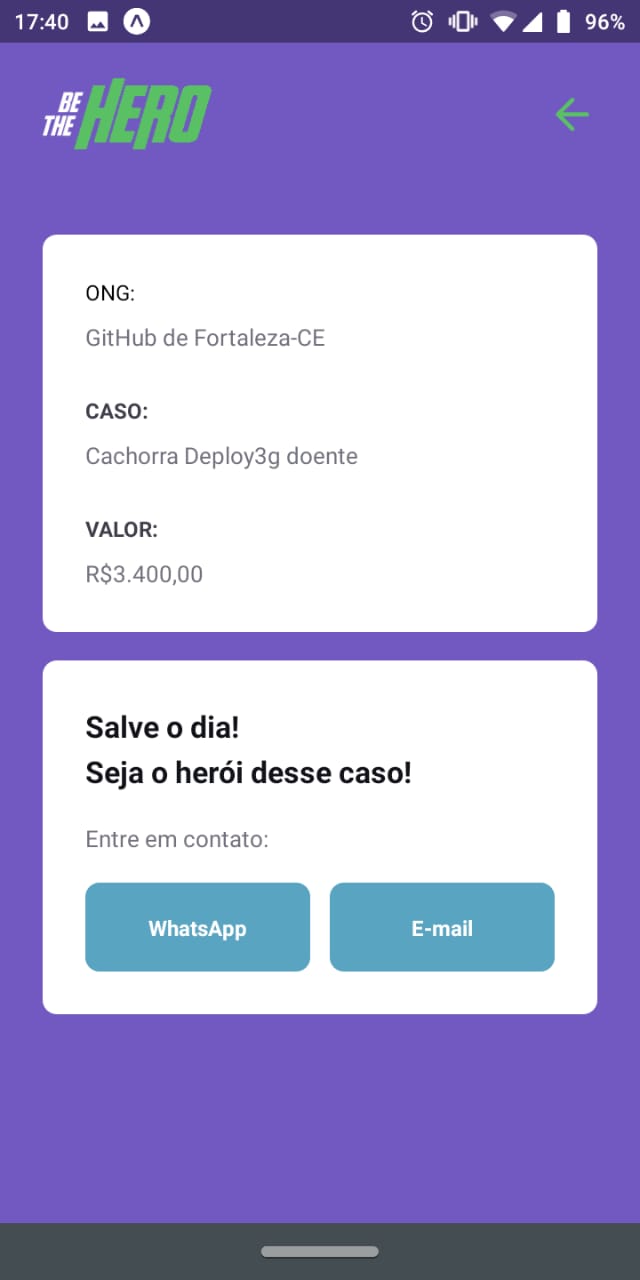 17:40
96%
BE
THE HERO
ONG:
GitHub de Fortaleza-CE
CASO:
Cachorra Deploy3g doente
VALOR:
R$3.400,00
Salve o dia!
Seja o herói desse caso!
Entre em contato:
WhatsApp
E-mail